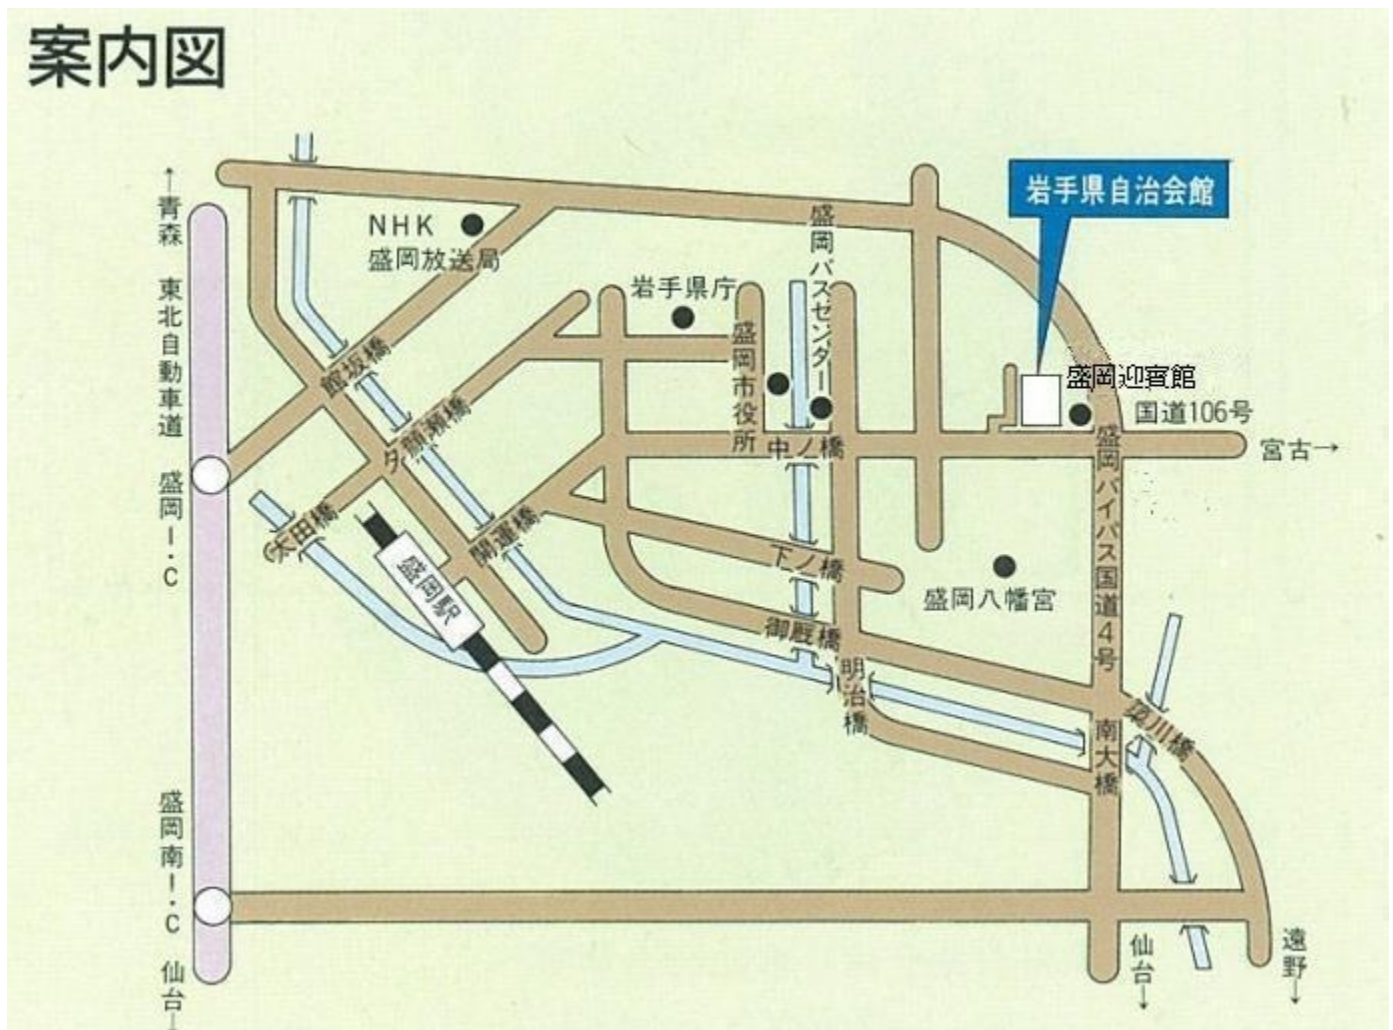 案内図
↑青森
東北自動車道
盛岡I・C
盛岡南I・C
仙台↓
NHK
盛岡放送局
岩手県庁
盛岡市役所
盛岡バスセンター
岩手県自治会館
盛岡迎賓館
国道106号
宮古→
盛岡バイパス国道4号
館坂橋
夕顔瀬橋
太田橋
開運橋
盛岡駅
中ノ橋
下ノ橋
御厩橋
明治橋
盛岡八幡宮
南大橋
簗川橋
仙台↓
遠野↓